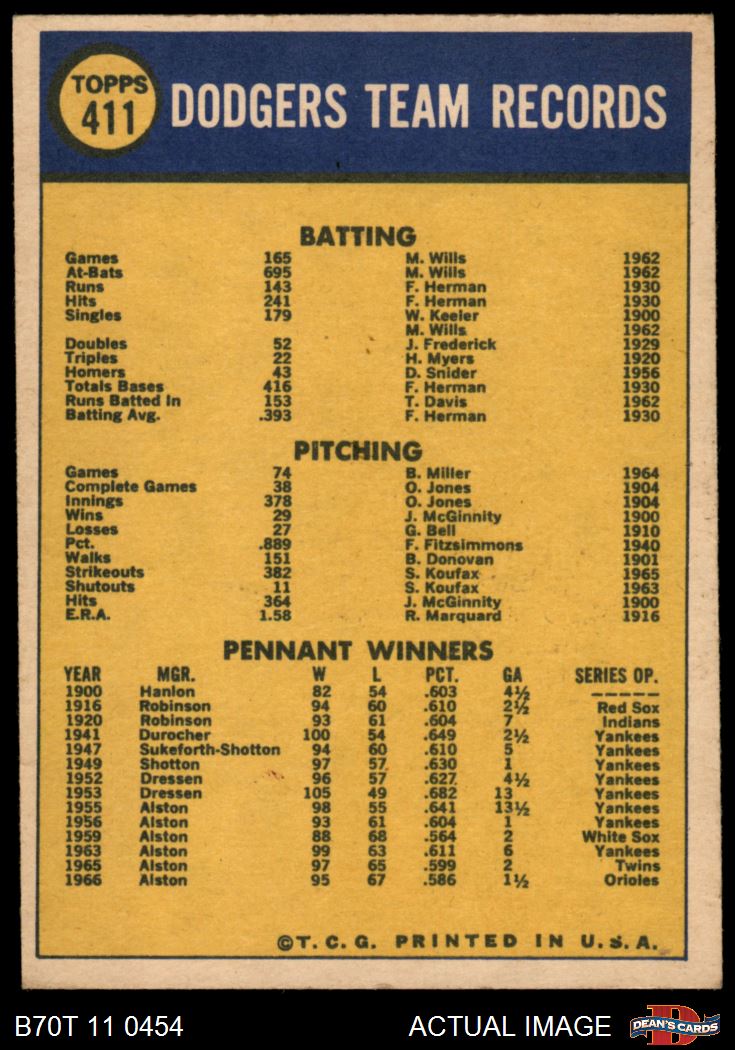 TOPPS
411
DODGERS TEAM RECORDS
BATTING
Games 165 M. Wills 1962
At-Bats 695 M. Wills 1962
Runs 143 F. Herman 1930
Hits 241 F. Herman 1930
Singles 179 W. Keeler 1900
M. Wills 1962
Doubles 52 J. Frederick 1929
Triples 22 H. Myers 1920
Homers 43 D. Snider 1956
Totals Bases 416 F. Herman 1930
Runs Batted In 153 T. Davis 1962
Batting Avg. .393 F. Herman 1930
PITCHING
Games 74 B. Miller 1964
Complete Games 38 O. Jones 1904
Innings 378 O. Jones 1904
Wins 29 J. McGinnity 1900
Losses 27 G. Bell 1910
Pct. .889 F. Fitzsimmons 1940
Walks 151 B. Donovan 1901
Strikeouts 382 S. Koufax 1965
Shutouts 11 S. Koufax 1963
Hits 364 J. McGinnity 1900
E.R.A. 1.58 R. Marquard 1916
PENNANT WINNERS
YEAR MGR. W L PCT. GA SERIES OP.
1900 Hanlon 82 54 .603 4½ -----
1916 Robinson 94 60 .610 2½ Red Sox
1920 Robinson 93 61 .604 7 Indians
1941 Durocher 100 54 .649 2½ Yankees
1947 Sukeforth-Shotton 94 60 .610 5 Yankees
1949 Shotton 97 57 .630 1 Yankees
1952 Dressen 96 57 .627 4½ Yankees
1953 Dressen 105 49 .682 13 Yankees
1955 Alston 98 55 .641 13½ Yankees
1956 Alston 93 61 .604 1 Yankees
1959 Alston 88 68 .564 2 White Sox
1963 Alston 99 63 .611 6 Yankees
1965 Alston 97 65 .599 2 Twins
1966 Alston 95 67 .586 1½ Orioles
©T. C. G. PRINTED IN U.S.A.
B70T 11 0454 ACTUAL IMAGE
DEAN'S CARDS